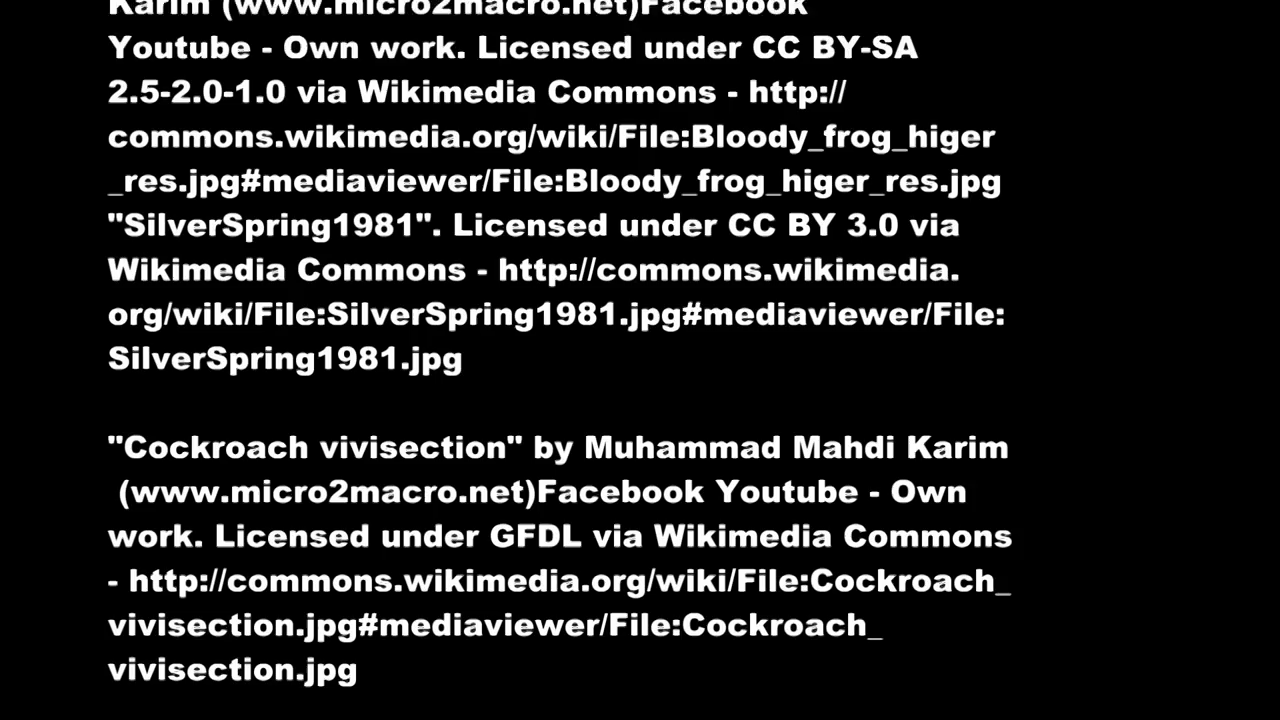 Karim (www.micro2macro.net)Facebook
Youtube - Own work. Licensed under CC BY-SA
2.5-2.0-1.0 via Wikimedia Commons - http://
commons.wikimedia.org/wiki/File:Bloody_frog_higer
_res.jpg#mediaviewer/File:Bloody_frog_higer_res.jpg
"SilverSpring1981". Licensed under CC BY 3.0 via
Wikimedia Commons - http://commons.wikimedia.
org/wiki/File:SilverSpring1981.jpg#mediaviewer/File:
SilverSpring1981.jpg
"Cockroach vivisection" by Muhammad Mahdi Karim
(www.micro2macro.net)Facebook Youtube - Own
work. Licensed under GFDL via Wikimedia Commons
- http://commons.wikimedia.org/wiki/File:Cockroach_
vivisection.jpg#mediaviewer/File:Cockroach_
vivisection.jpg